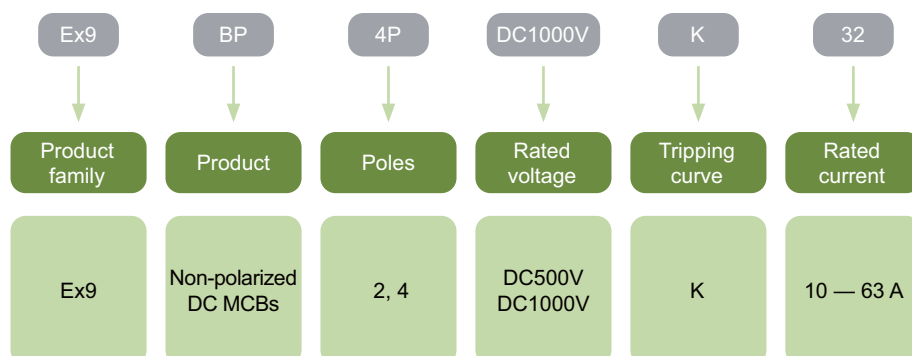 Ex9 BP 4P DC1000V K 32
Product family
Product
Poles
Rated voltage
Tripping curve
Rated current
Ex9
Non-polarized
DC MCBs
2, 4
DC500V
DC1000V
K
10 — 63 A